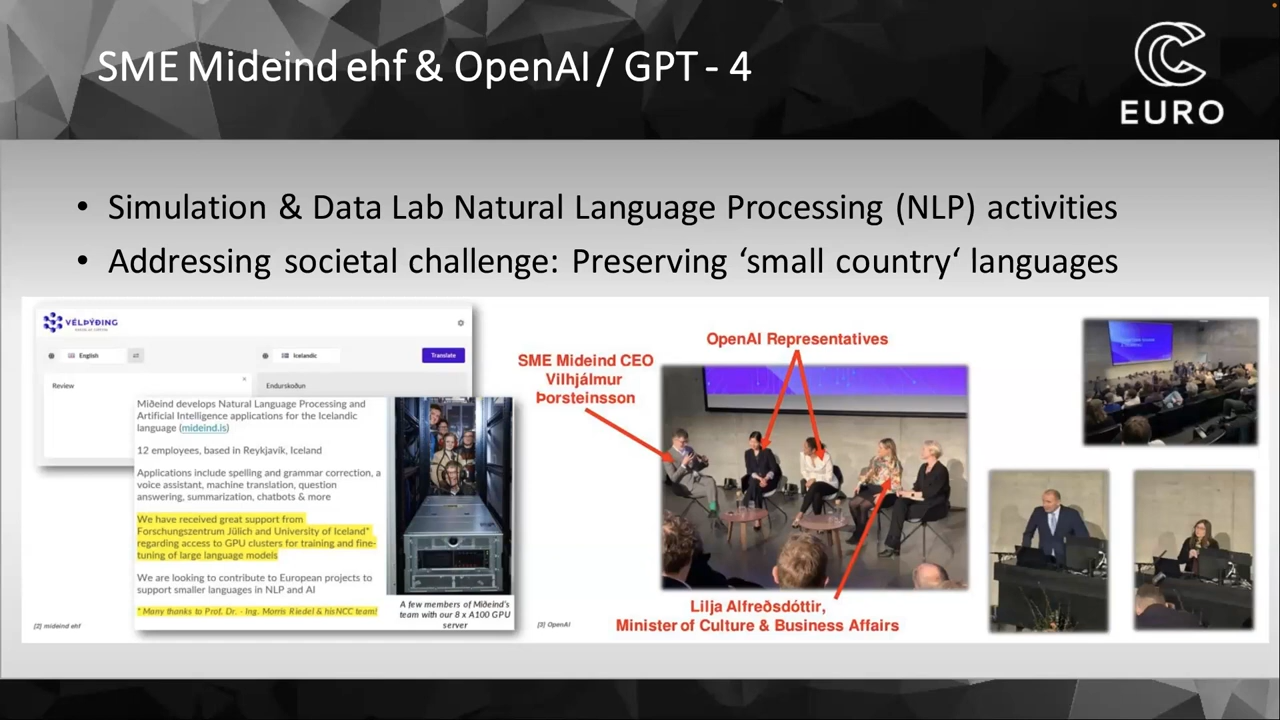 SME Mideind ehf & OpenAI / GPT - 4
EURO
• Simulation & Data Lab Natural Language Processing (NLP) activities
• Addressing societal challenge: Preserving ‘small country‘ languages
VÉLÞÝÐING
English
Icelandic
Translate
Review
Endurskoðun
Miðeind develops Natural Language Processing and
Artificial Intelligence applications for the Icelandic
language (mideind.is)
12 employees, based in Reykjavík, Iceland
Applications include spelling and grammar correction, a
voice assistant, machine translation, question
answering, summarization, chatbots & more
We have received great support from
Forschungszentrum Jülich and University of Iceland*
regarding access to GPU clusters for training and fine-
tuning of large language models
We are looking to contribute to European projects to
support smaller languages in NLP and AI
* Many thanks to Prof. Dr. - Ing. Morris Riedel & his NCC team!
A few members of Miðeind's
team with our 8 x A100 GPU
server
[2] mideind ehf
SME Mideind CEO
Vilhjálmur
Þorsteinsson
OpenAI Representatives
Lilja Alfreðsdóttir,
Minister of Culture & Business Affairs
[3] OpenAI